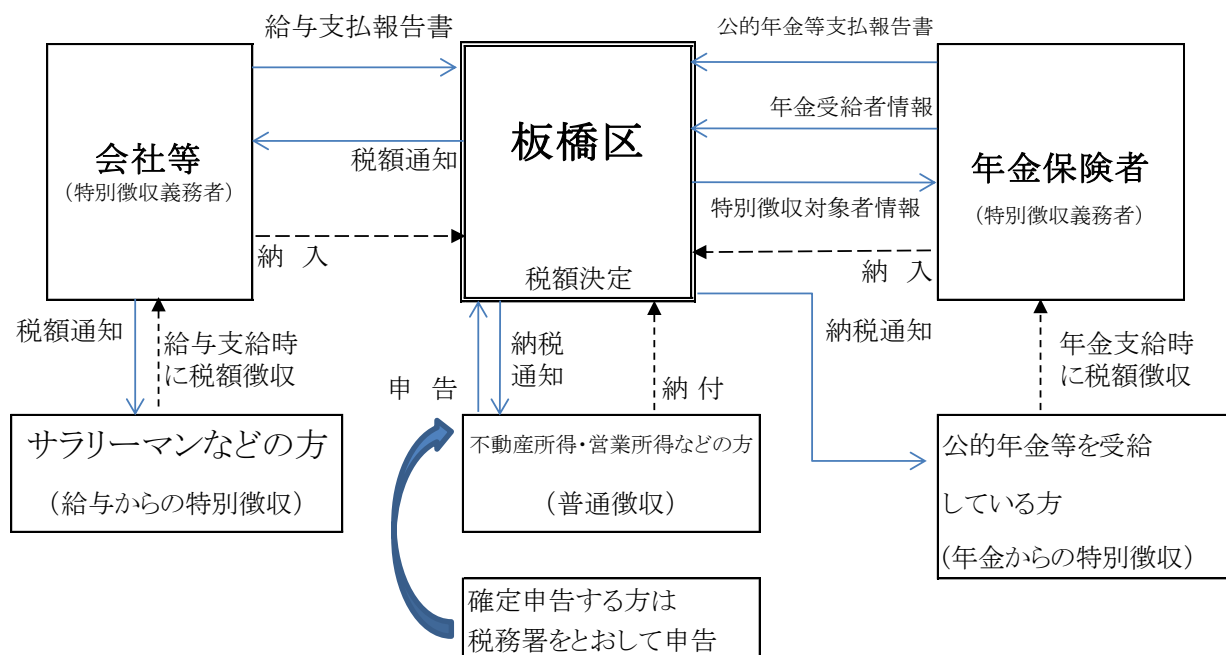 給与支払報告書
公的年金等支払報告書
会社等
(特別徴収義務者)
税額通知
納 入
板橋区
税額決定
年金受給者情報
特別徴収対象者情報
納 入
年金保険者
(特別徴収義務者)
税額通知
給与支給時
に税額徴収
申 告
納税
通知
納 付
納税通知
年金支給時
に税額徴収
サラリーマンなどの方
(給与からの特別徴収)
不動産所得・営業所得などの方
(普通徴収)
公的年金等を受給
している方
(年金からの特別徴収)
確定申告する方は
税務署をとおして申告